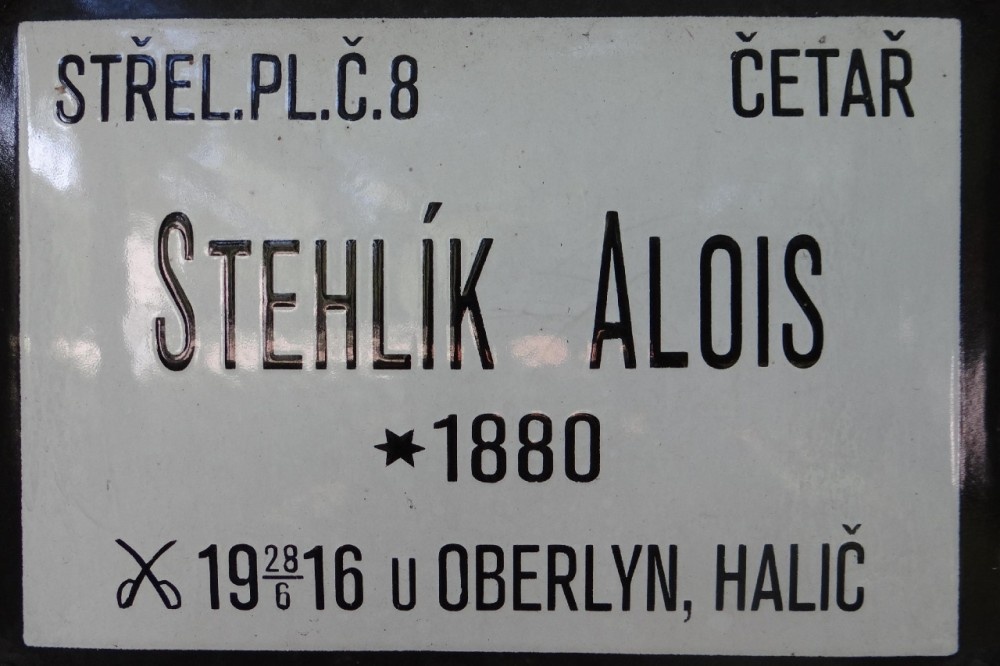 STŘEL.PL.Č.8 ČETAŘ
STEHLÍK ALOIS
✶1880
⚔ 19 28/6 16 U OBERLYN, HALIČ